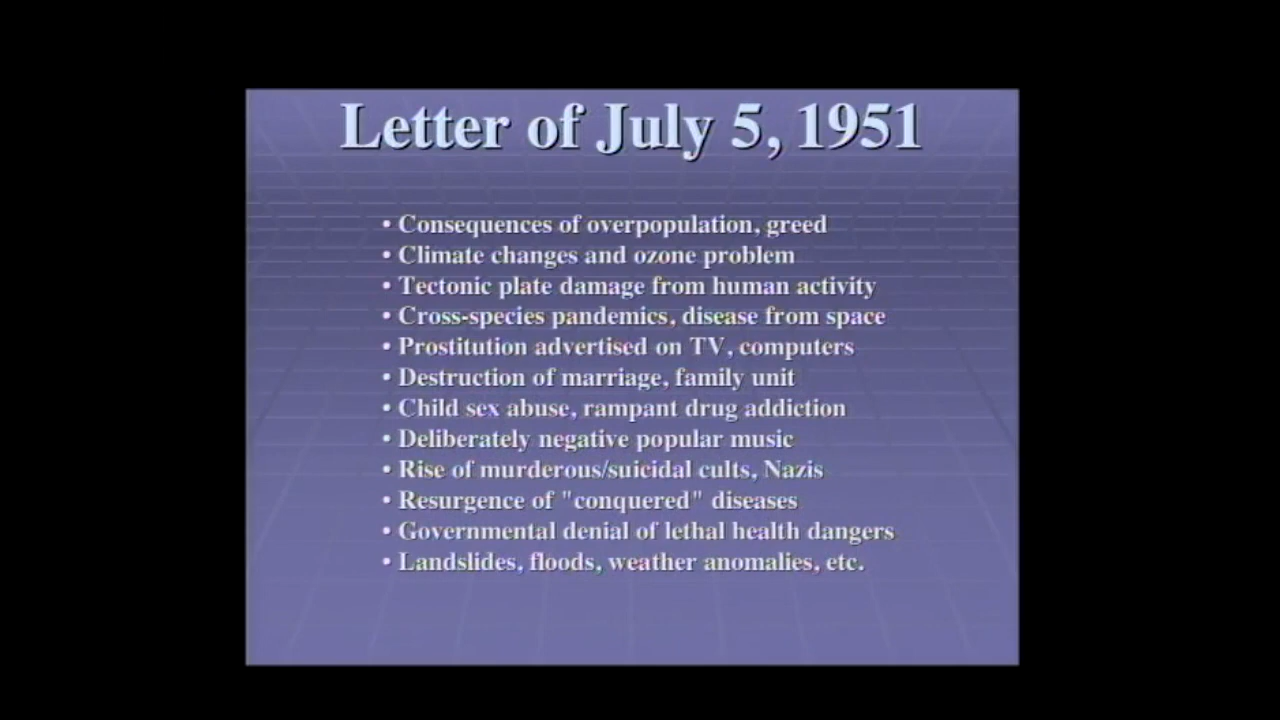 Letter of July 5, 1951
• Consequences of overpopulation, greed
• Climate changes and ozone problem
• Tectonic plate damage from human activity
• Cross-species pandemics, disease from space
• Prostitution advertised on TV, computers
• Destruction of marriage, family unit
• Child sex abuse, rampant drug addiction
• Deliberately negative popular music
• Rise of murderous/suicidal cults, Nazis
• Resurgence of "conquered" diseases
• Governmental denial of lethal health dangers
• Landslides, floods, weather anomalies, etc.